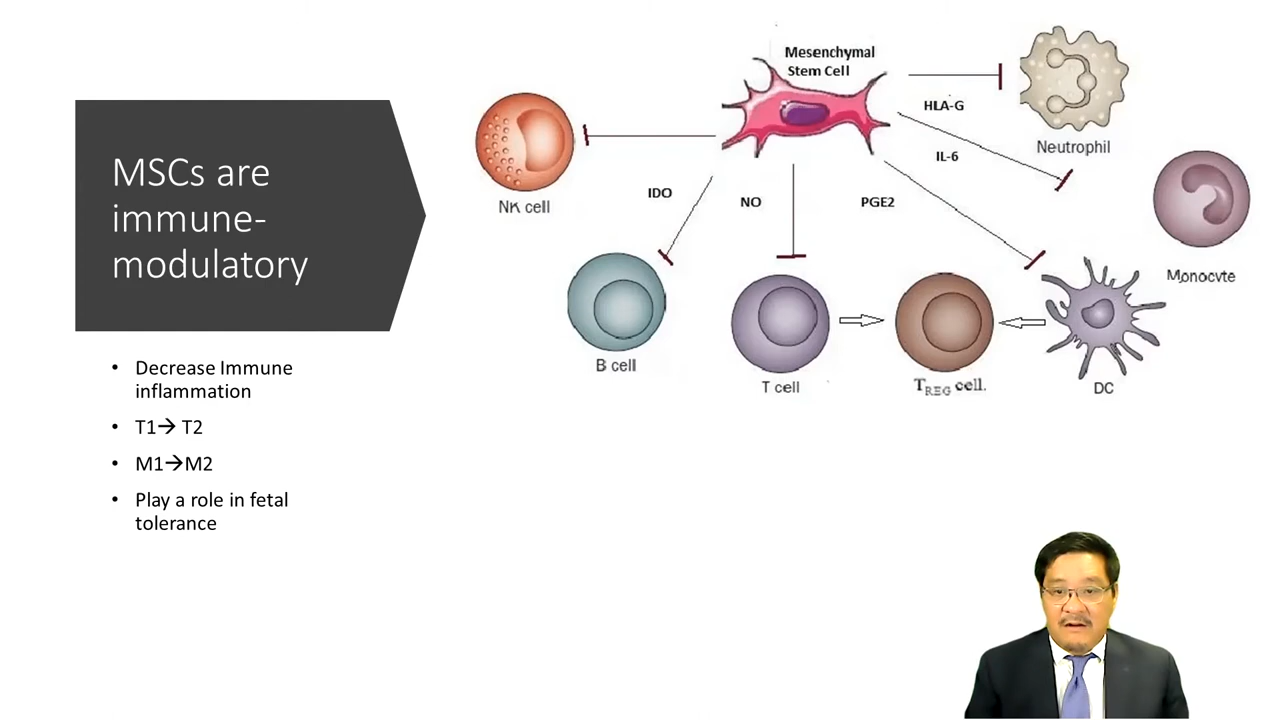 MSCs are
immune-
modulatory
• Decrease Immune
inflammation
• T1→ T2
• M1→M2
• Play a role in fetal
tolerance
Mesenchymal
Stem Cell
HLA-G
IL-6
Neutrophil
NK cell
IDO
NO
PGE2
Monocyte
B cell
T cell
TREG cell.
DC